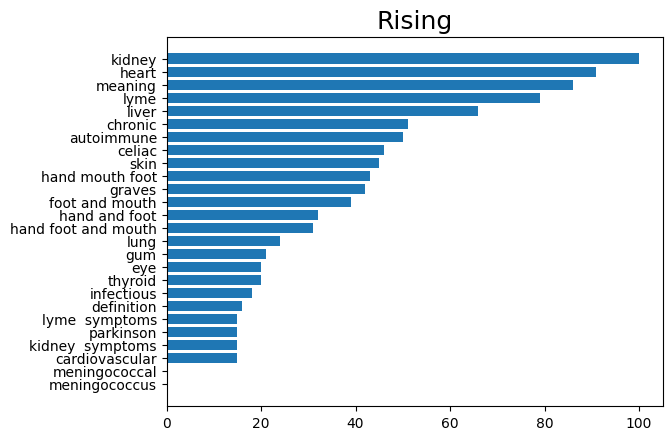 Rising
kidney
heart
meaning
lyme
liver
chronic
autoimmune
celiac
skin
hand mouth foot
graves
foot and mouth
hand and foot
hand foot and mouth
lung
gum
eye
thyroid
infectious
definition
lyme  symptoms
parkinson
kidney  symptoms
cardiovascular
meningococcal
meningococcus
0 20 40 60 80 100